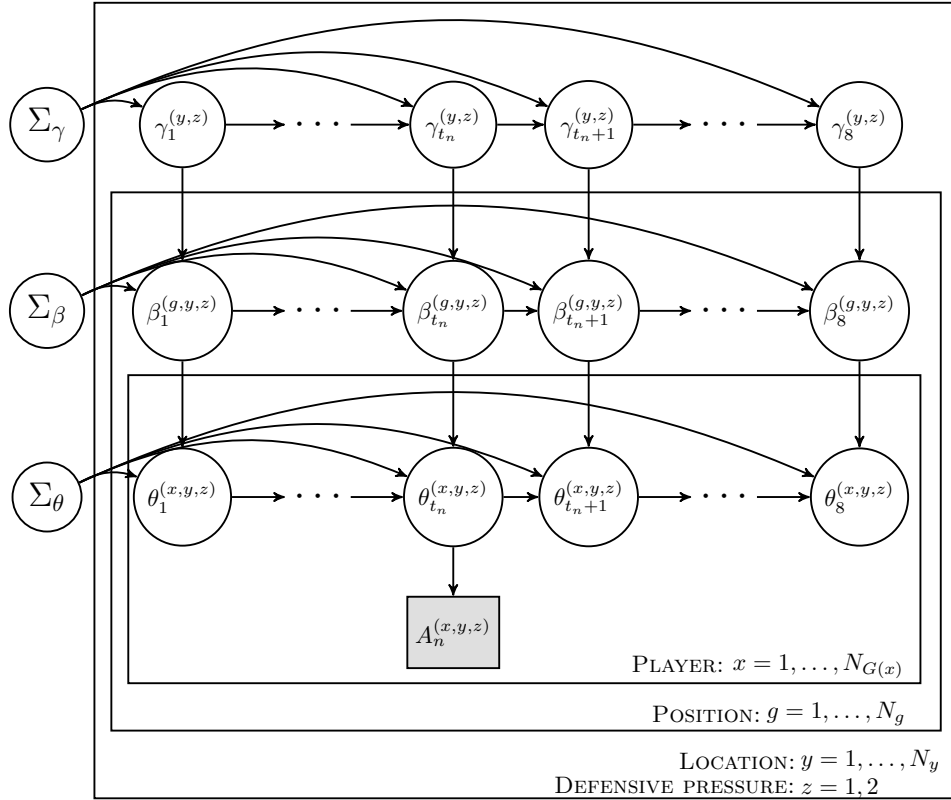 Σ_γ γ_1^{(y,z)} · · · γ_{t_n}^{(y,z)} γ_{t_n+1}^{(y,z)} · · · γ_8^{(y,z)}
Σ_β β_1^{(g,y,z)} · · · β_{t_n}^{(g,y,z)} β_{t_n+1}^{(g,y,z)} · · · β_8^{(g,y,z)}
Σ_θ θ_1^{(x,y,z)} · · · θ_{t_n}^{(x,y,z)} θ_{t_n+1}^{(x,y,z)} · · · θ_8^{(x,y,z)}
A_n^{(x,y,z)}
PLAYER: x = 1, . . . , N_{G(x)}
POSITION: g = 1, . . . , N_g
LOCATION: y = 1, . . . , N_y
DEFENSIVE PRESSURE: z = 1, 2